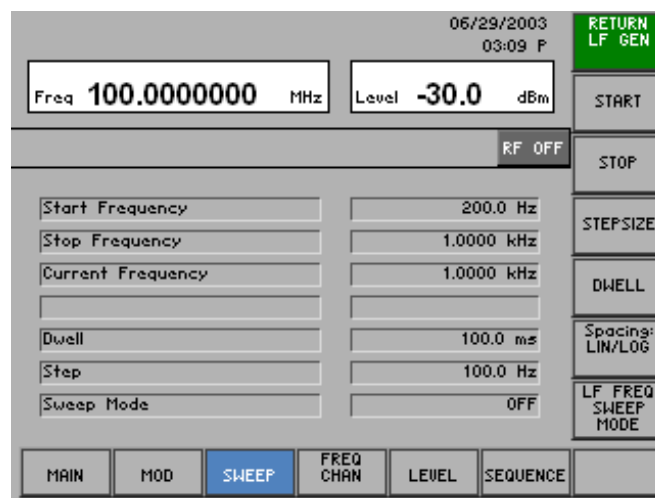 06/29/2003
03:09 P
Freq 100.0000000 MHz
Level -30.0 dBm
RF OFF
Start Frequency 200.0 Hz
Stop Frequency 1.0000 kHz
Current Frequency 1.0000 kHz
Dwell 100.0 ms
Step 100.0 Hz
Sweep Mode OFF
RETURN
LF GEN
START
STOP
STEPSIZE
DWELL
Spacing:
LIN/LOG
LF FREQ
SWEEP
MODE
MAIN
MOD
SWEEP
FREQ
CHAN
LEVEL
SEQUENCE